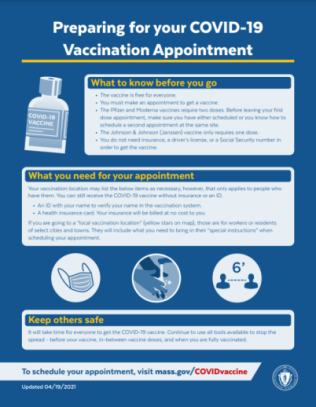 Preparing for your COVID-19
Vaccination Appointment
What to know before you go
• The vaccine is free for everyone.
• You must make an appointment to get a vaccine.
• The Pfizer and Moderna vaccines require two doses. Before leaving your first
dose appointment, make sure you have either scheduled or you know how to
schedule a second appointment at the same site.
• The Johnson & Johnson (Janssen) vaccine only requires one dose.
• You do not need insurance, a driver's license, or a Social Security number in
order to get the vaccine.
COVID-19
VACCINE
What you need for your appointment
Your vaccination location may list the below items as necessary, however, that only applies to people who
have them. You can still receive the COVID-19 vaccine without insurance or an ID.
• An ID with your name to verify your name in the vaccination system.
• A health insurance card. Your insurance will be billed at no cost to you.
If you are going to a "local vaccination location" (yellow stars on map), those are for workers or residents
of select cities and towns. They will include what you need to bring in their "special instructions" when
scheduling your appointment.
6'
Keep others safe
It will take time for everyone to get the COVID-19 vaccine. Continue to use all tools available to stop the
spread - before your vaccine, in-between vaccine doses, and when you are fully vaccinated.
To schedule your appointment, visit mass.gov/COVIDvaccine
Updated 04/19/2021